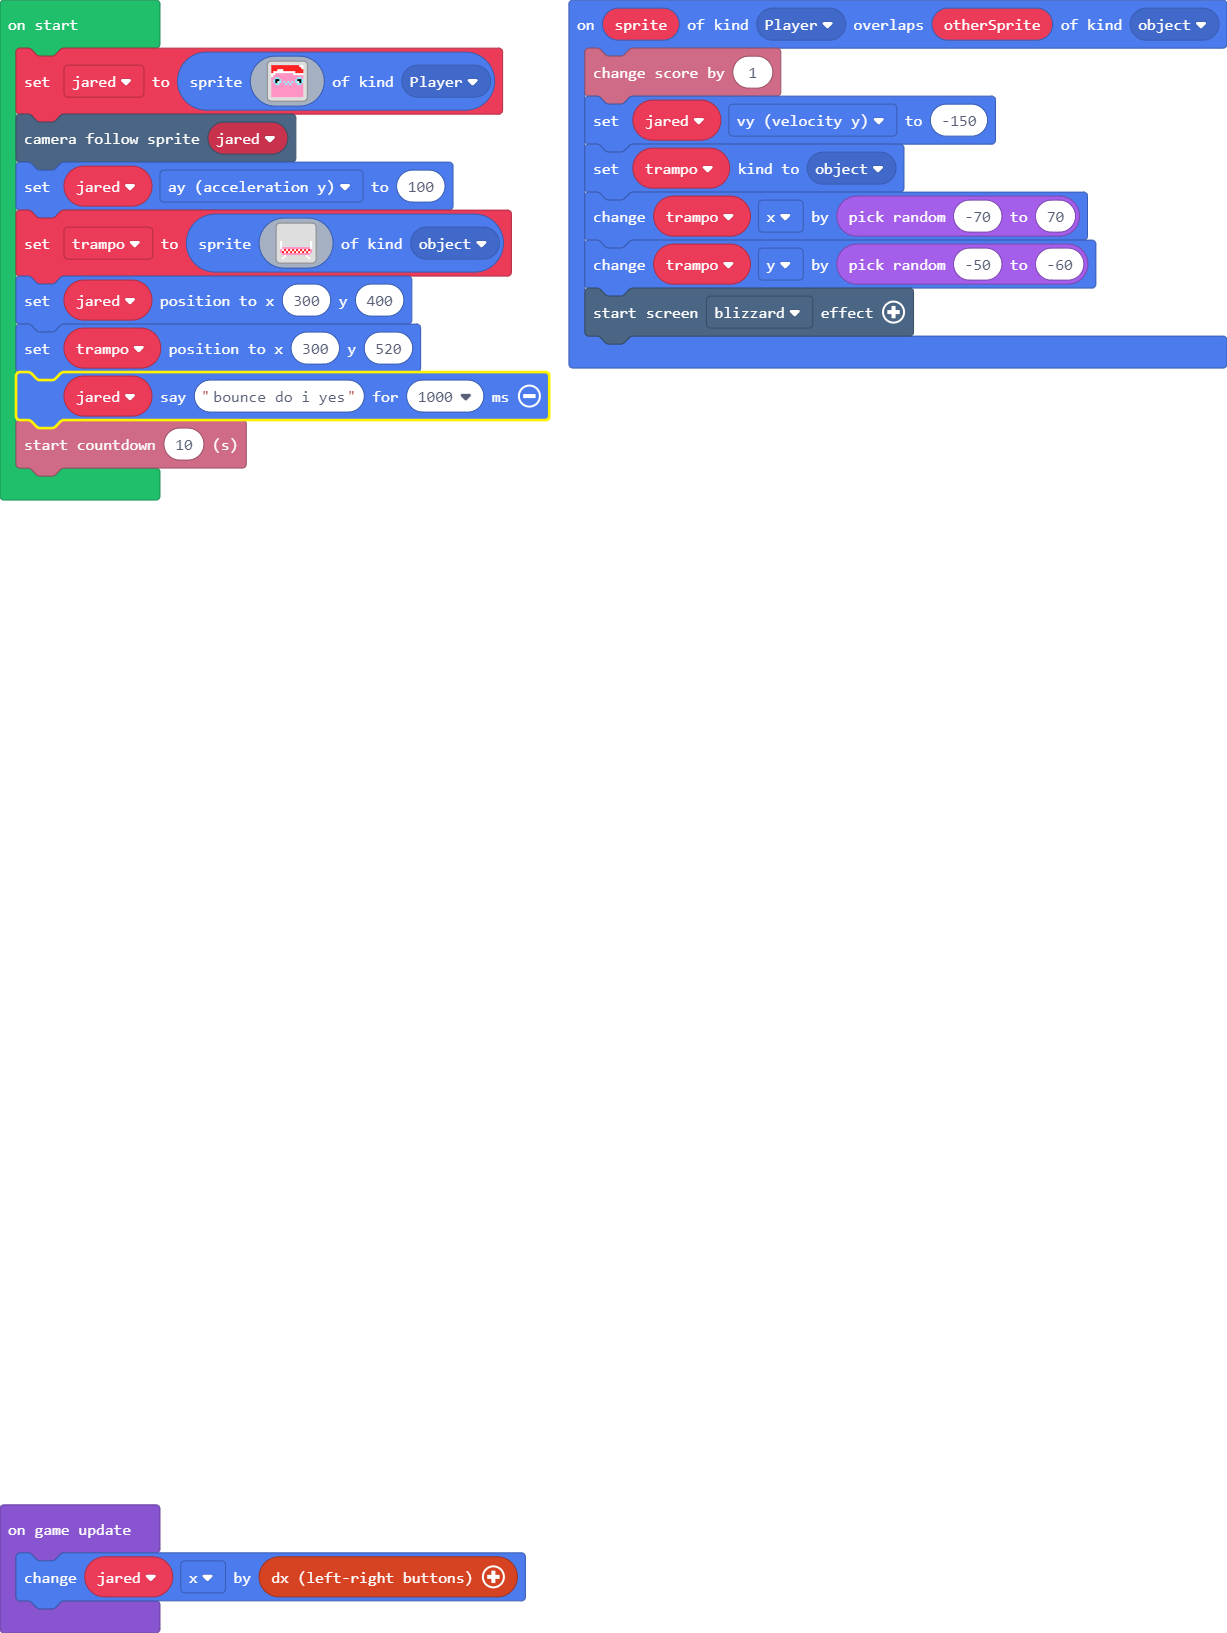 on start
set jared to sprite of kind Player
camera follow sprite jared
set jared ay (acceleration y) to 100
set trampo to sprite of kind object
set jared position to x 300 y 400
set trampo position to x 300 y 520
jared say "bounce do i yes" for 1000 ms
start countdown 10 (s)
on sprite of kind Player overlaps otherSprite of kind object
change score by 1
set jared vy (velocity y) to -150
set trampo kind to object
change trampo x by pick random -70 to 70
change trampo y by pick random -50 to -60
start screen blizzard effect
on game update
change jared x by dx (left-right buttons)